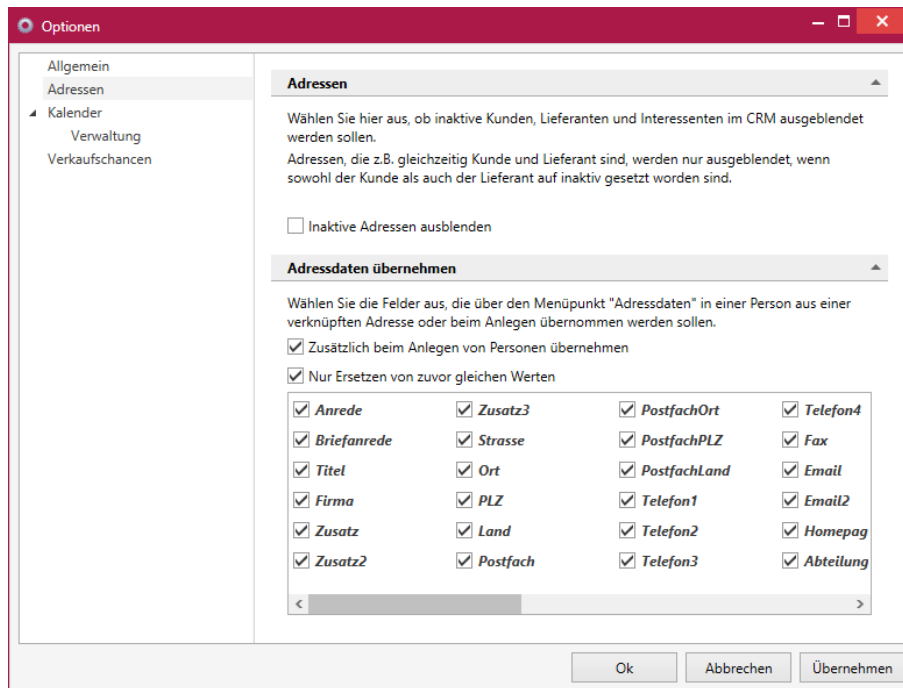 Optionen
Allgemein
Adressen
Kalender
Verwaltung
Verkaufschancen
Adressen
Wählen Sie hier aus, ob inaktive Kunden, Lieferanten und Interessenten im CRM ausgeblendet
werden sollen.
Adressen, die z.B. gleichzeitig Kunde und Lieferant sind, werden nur ausgeblendet, wenn
sowohl der Kunde als auch der Lieferant auf inaktiv gesetzt worden sind.
Inaktive Adressen ausblenden
Adressdaten übernehmen
Wählen Sie die Felder aus, die über den Menüpunkt "Adressdaten" in einer Person aus einer
verknüpften Adresse oder beim Anlegen übernommen werden sollen.
Zusätzlich beim Anlegen von Personen übernehmen
Nur Ersetzen von zuvor gleichen Werten
Anrede Zusatz3 PostfachOrt Telefon4
Briefanrede Strasse PostfachPLZ Fax
Titel Ort PostfachLand Email
Firma PLZ Telefon1 Email2
Zusatz Land Telefon2 Homepag
Zusatz2 Postfach Telefon3 Abteilung
Ok Abbrechen Übernehmen